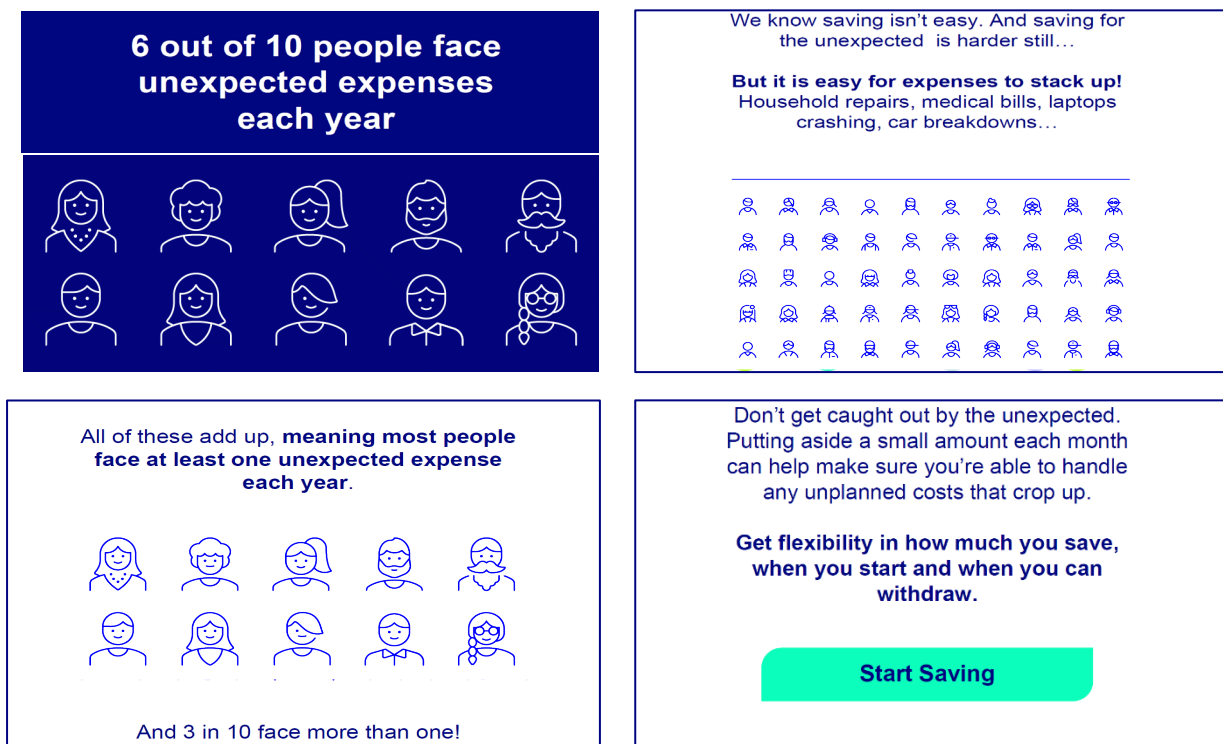 6 out of 10 people face
unexpected expenses
each year
We know saving isn't easy. And saving for
the unexpected  is harder still…
But it is easy for expenses to stack up!
Household repairs, medical bills, laptops
crashing, car breakdowns…
All of these add up, meaning most people
face at least one unexpected expense
each year.
And 3 in 10 face more than one!
Don't get caught out by the unexpected.
Putting aside a small amount each month
can help make sure you're able to handle
any unplanned costs that crop up.
Get flexibility in how much you save,
when you start and when you can
withdraw.
Start Saving